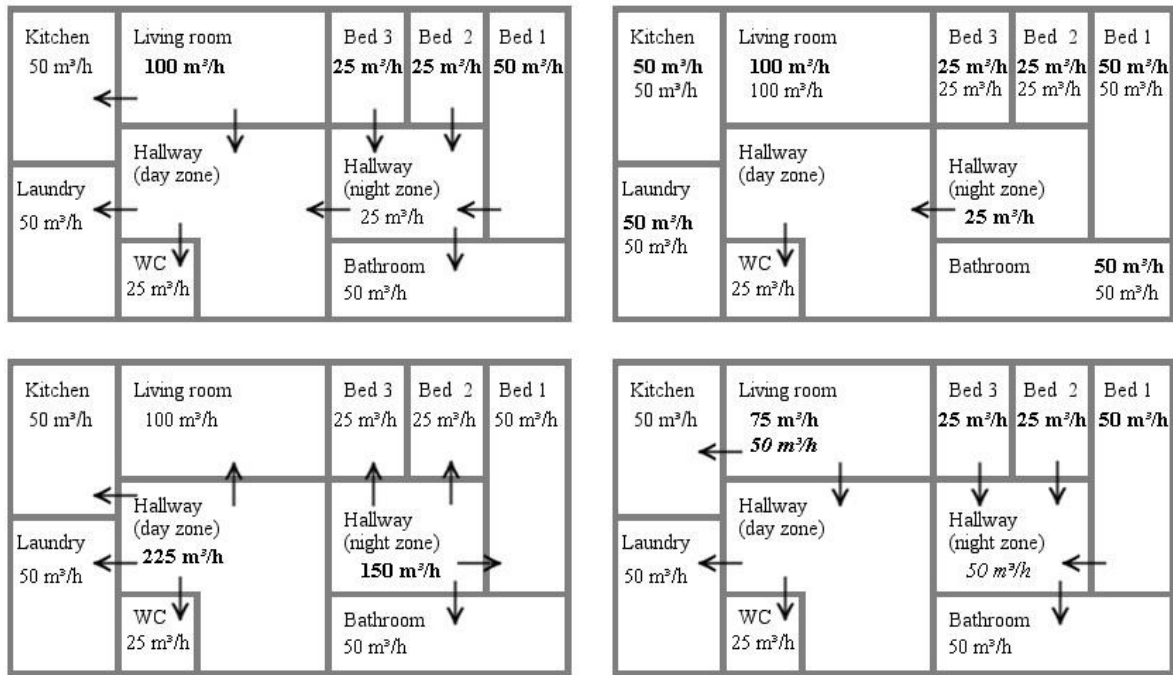 Kitchen
50 m³/h
Living room
100 m³/h
Bed 3
25 m³/h
Bed 2
25 m³/h
Bed 1
50 m³/h
Hallway
(day zone)
Hallway
(night zone)
25 m³/h
Laundry
50 m³/h
WC
25 m³/h
Bathroom
50 m³/h
Kitchen
50 m³/h
50 m³/h
Living room
100 m³/h
100 m³/h
Bed 3
25 m³/h
25 m³/h
Bed 2
25 m³/h
25 m³/h
Bed 1
50 m³/h
50 m³/h
Hallway
(day zone)
Hallway
(night zone)
25 m³/h
Laundry
50 m³/h
50 m³/h
WC
25 m³/h
Bathroom
50 m³/h
50 m³/h
Kitchen
50 m³/h
Living room
100 m³/h
Bed 3
25 m³/h
Bed 2
25 m³/h
Bed 1
50 m³/h
Hallway
(day zone)
225 m³/h
Hallway
(night zone)
150 m³/h
Laundry
50 m³/h
WC
25 m³/h
Bathroom
50 m³/h
Kitchen
50 m³/h
Living room
75 m³/h
50 m³/h
Bed 3
25 m³/h
Bed 2
25 m³/h
Bed 1
50 m³/h
Hallway
(day zone)
Hallway
(night zone)
50 m³/h
Laundry
50 m³/h
WC
25 m³/h
Bathroom
50 m³/h